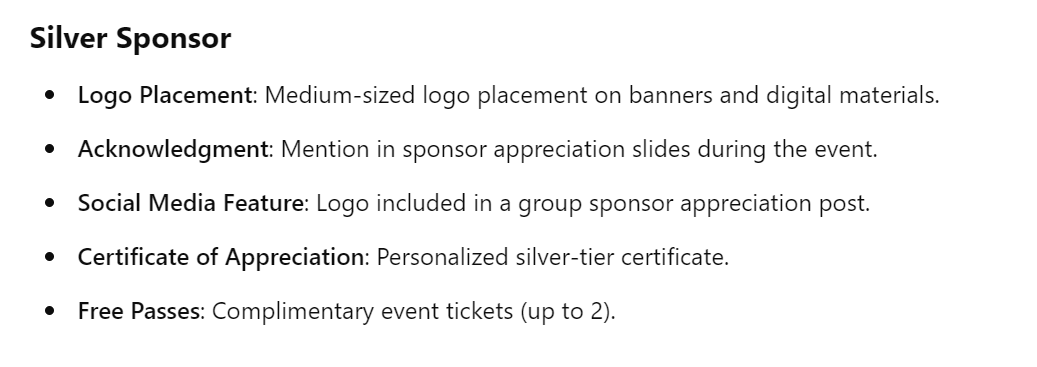 Silver Sponsor
• Logo Placement: Medium-sized logo placement on banners and digital materials.
• Acknowledgment: Mention in sponsor appreciation slides during the event.
• Social Media Feature: Logo included in a group sponsor appreciation post.
• Certificate of Appreciation: Personalized silver-tier certificate.
• Free Passes: Complimentary event tickets (up to 2).